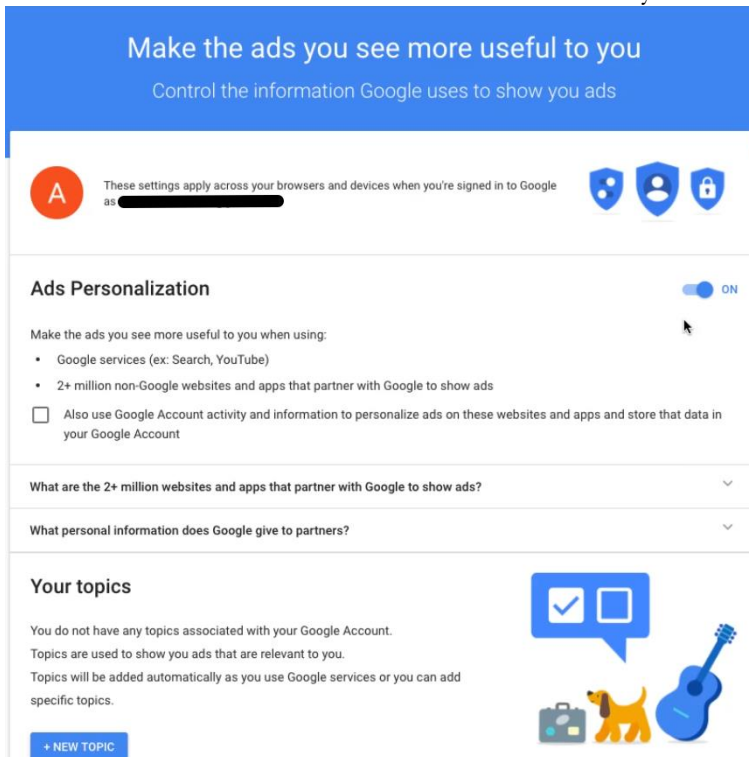 Make the ads you see more useful to you
Control the information Google uses to show you ads
A
These settings apply across your browsers and devices when you're signed in to Google
as
Ads Personalization
ON
Make the ads you see more useful to you when using:
• Google services (ex: Search, YouTube)
• 2+ million non-Google websites and apps that partner with Google to show ads
Also use Google Account activity and information to personalize ads on these websites and apps and store that data in
your Google Account
What are the 2+ million websites and apps that partner with Google to show ads?
What personal information does Google give to partners?
Your topics
You do not have any topics associated with your Google Account.
Topics are used to show you ads that are relevant to you.
Topics will be added automatically as you use Google services or you can add
specific topics.
+ NEW TOPIC